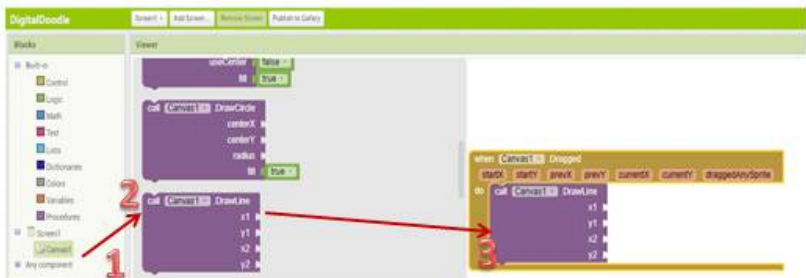 DigitalDoodle
Screen1 Add Screen... Remove Screen Publish to Gallery
Blocks
Viewer
Built-in
Control
Logic
Math
Text
Lists
Dictionaries
Colors
Variables
Procedures
Screen1
Canvas1
Any component
useCenter false
fill true
call Canvas1 DrawCircle
centerX
centerY
radius
fill true
call Canvas1 DrawLine
x1
y1
x2
y2
when Canvas1 Dragged
startX startY prevX prevY currentX currentY draggedAnySprite
do call Canvas1 DrawLine
x1
y1
x2
y2
1
2
3